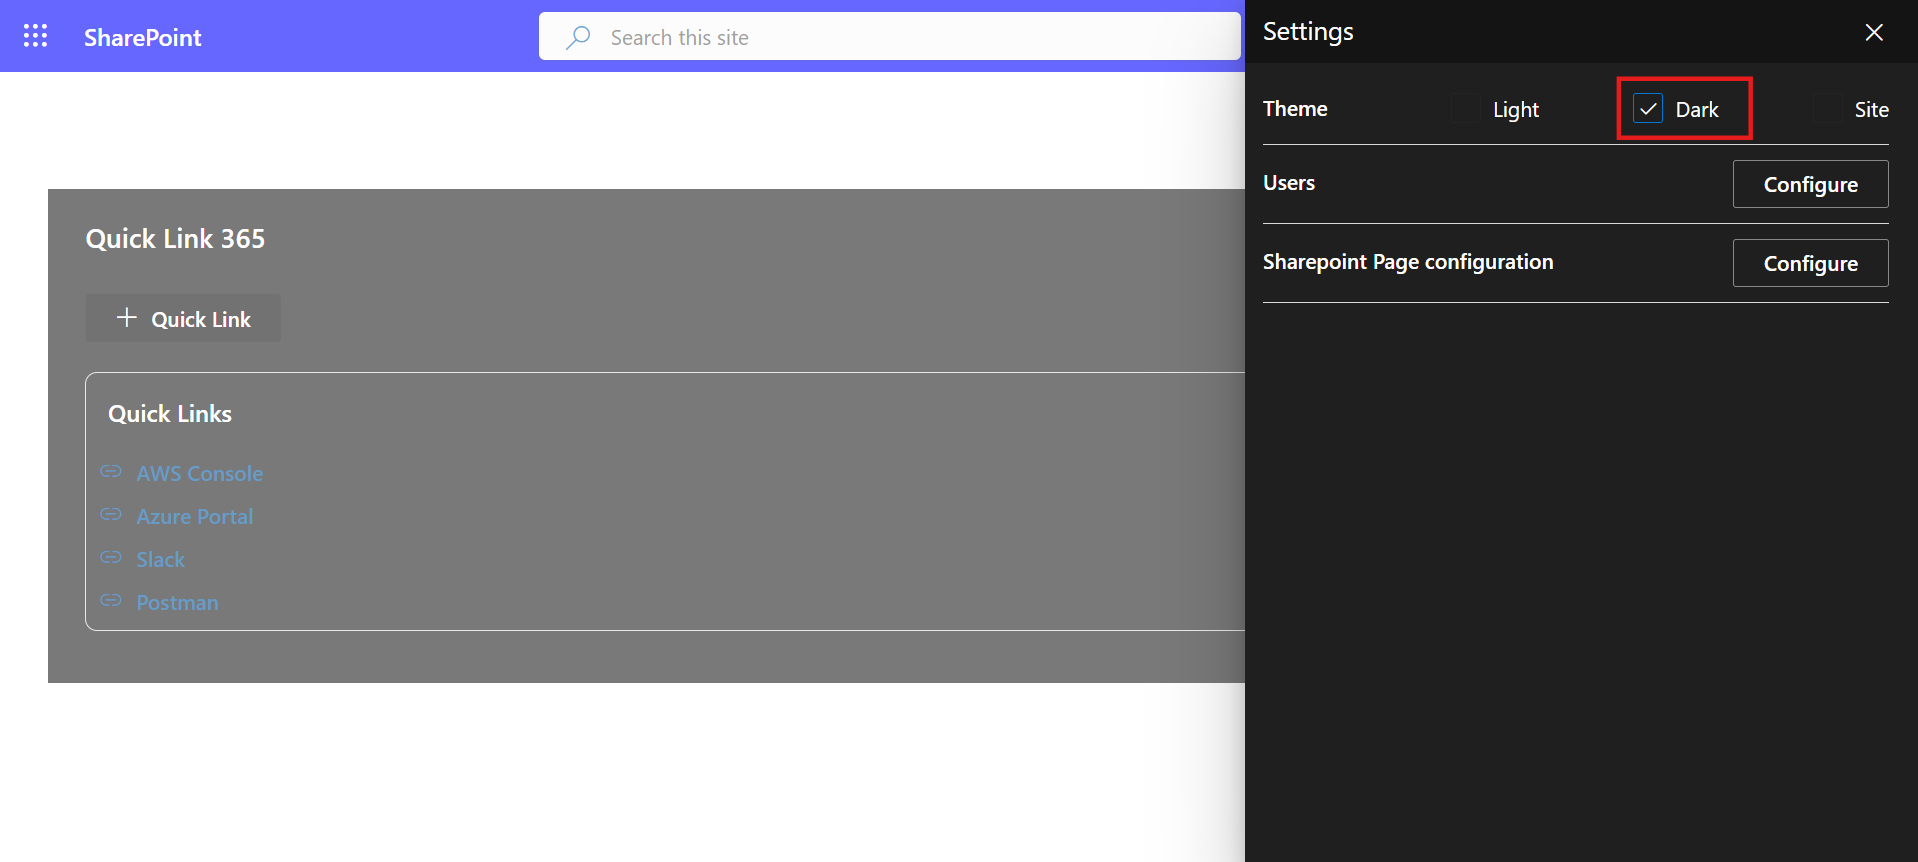 SharePoint
Search this site
Settings
Theme
Light
Dark
Site
Users
Configure
Sharepoint Page configuration
Configure
Quick Link 365
Quick Link
Quick Links
AWS Console
Azure Portal
Slack
Postman